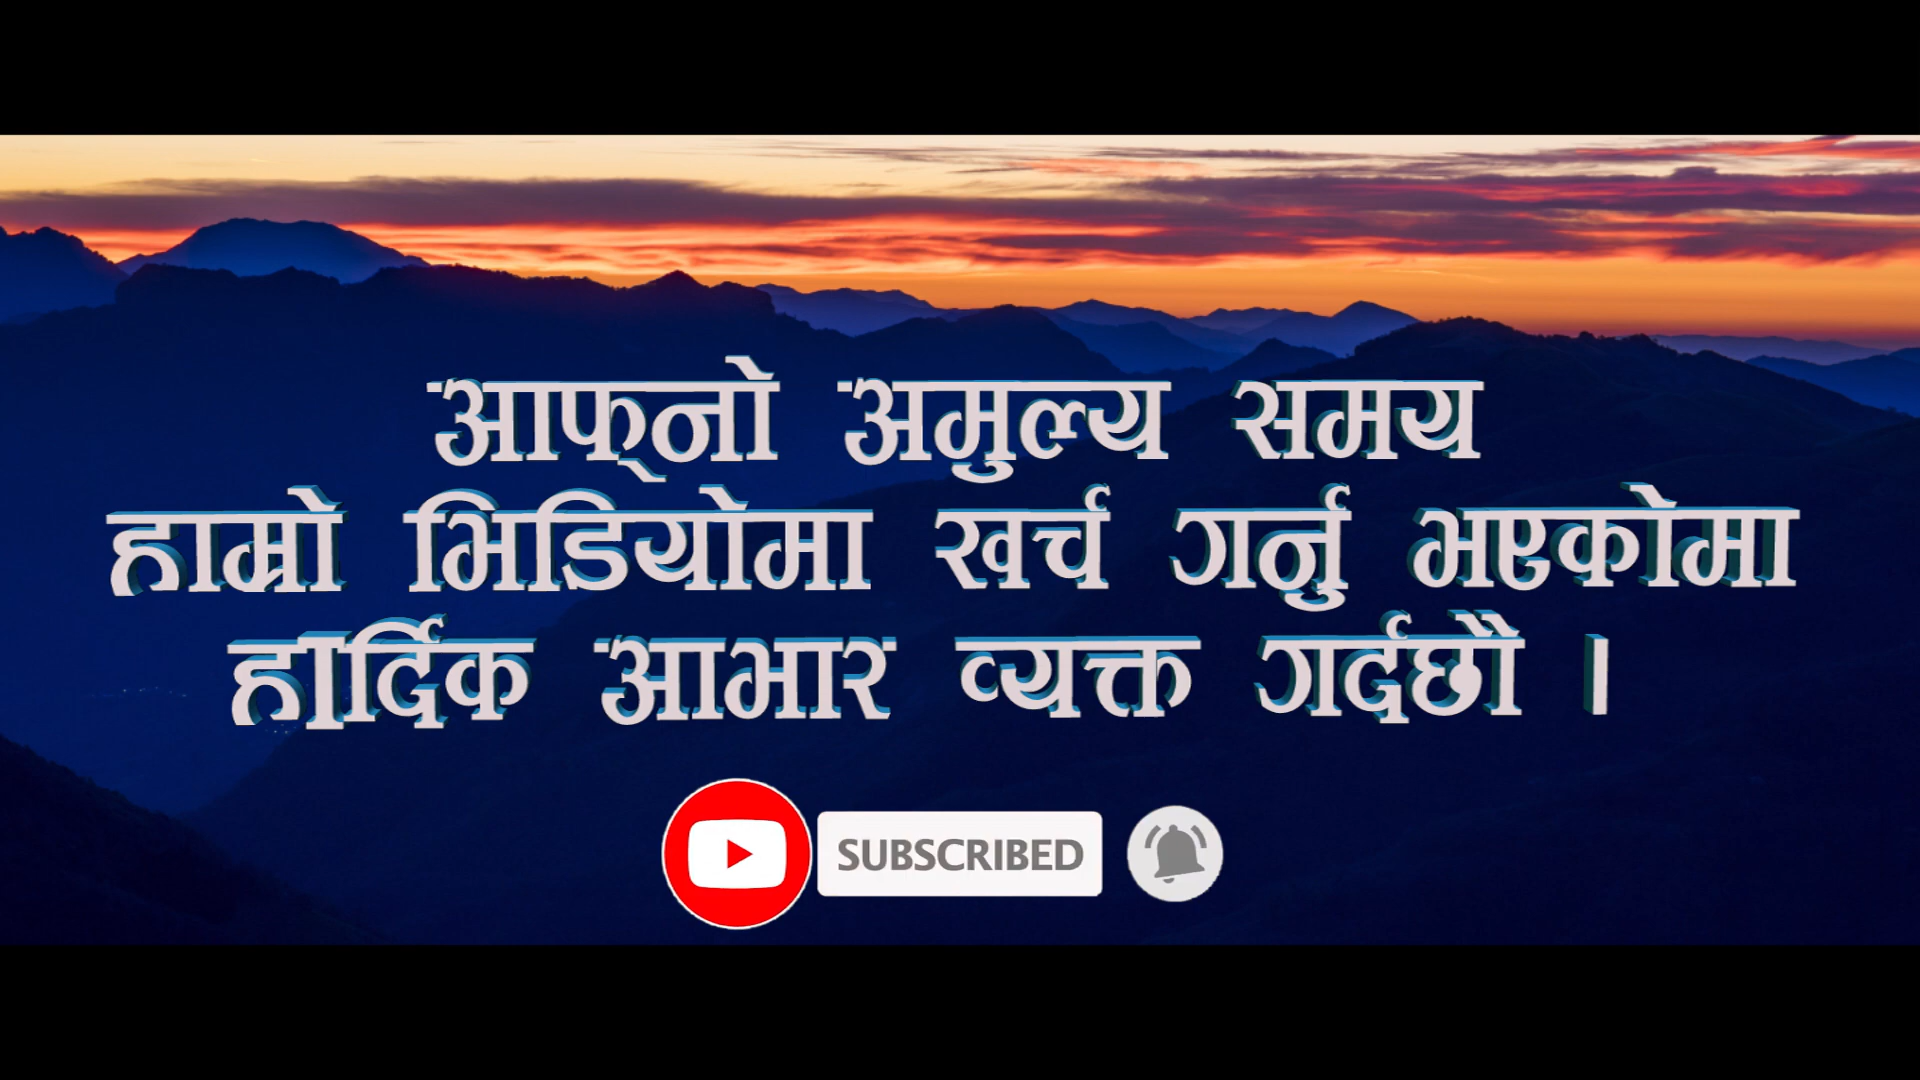 आफ्‌नो अमुल्य समय
हाम्रो भिडियोमा खर्च गर्नु भएकोमा
हार्दिक आभार व्यक्त गर्दछौ ।
SUBSCRIBED